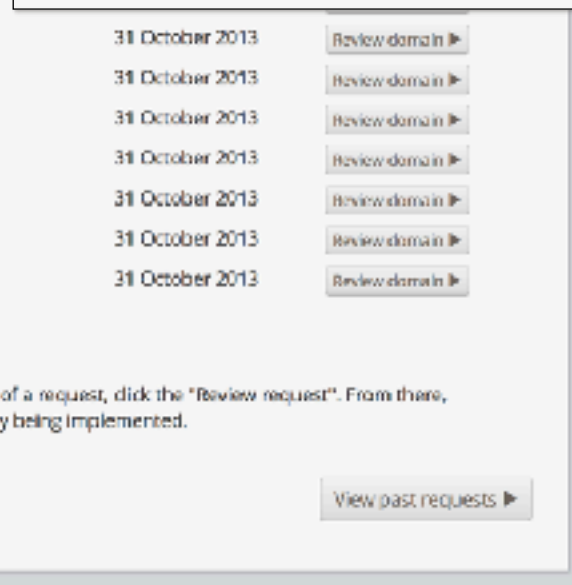 31 October 2013 Review domain ▶
31 October 2013 Review domain ▶
31 October 2013 Review domain ▶
31 October 2013 Review domain ▶
31 October 2013 Review domain ▶
31 October 2013 Review domain ▶
31 October 2013 Review domain ▶
of a request, click the "Review request". From there,
y being implemented.
View past requests ▶